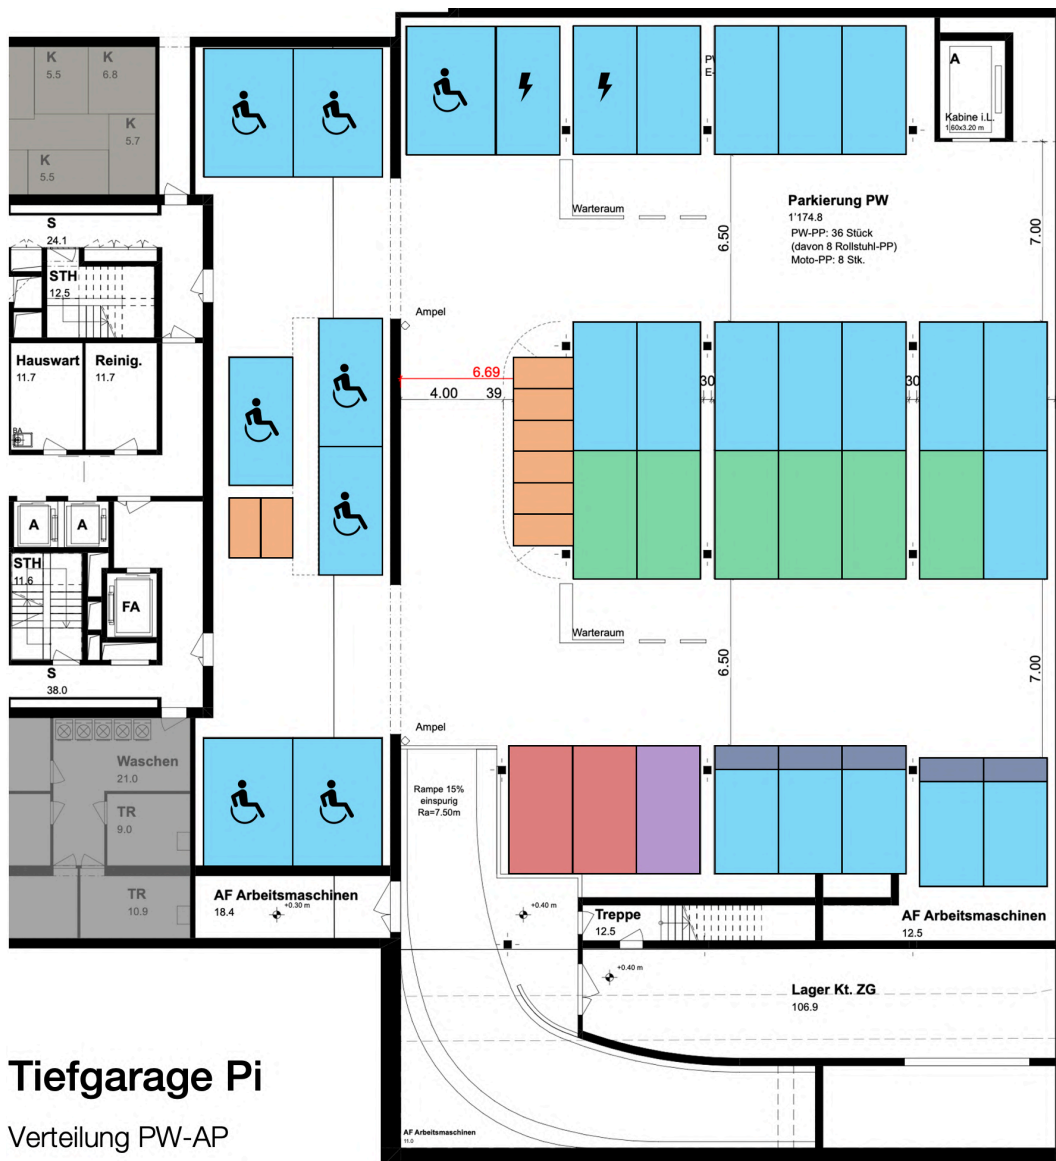 K
5.5
K
6.8
K
5.7
K
5.5
A
Kabine i.L.
1.60x3.20 m
Warteraum
Parkierung PW
1'174.8
PW-PP: 36 Stück
(davon 8 Rollstuhl-PP)
Moto-PP: 8 Stk.
6.50
7.00
S
24.1
STH
12.5
Ampel
Hauswart
11.7
Reinig.
11.7
6.69
4.00
39
30
30
BA
A
A
STH
11.6
FA
Warteraum
6.50
7.00
S
38.0
Ampel
Waschen
21.0
TR
9.0
Rampe 15%
einspurig
Ra=7.50m
TR
10.9
AF Arbeitsmaschinen
18.4
+0.30 m
+0.40 m
Treppe
12.5
AF Arbeitsmaschinen
12.5
+0.40 m
Lager Kt. ZG
106.9
Tiefgarage Pi
Verteilung PW-AP
AF Arbeitsmaschinen
11.0